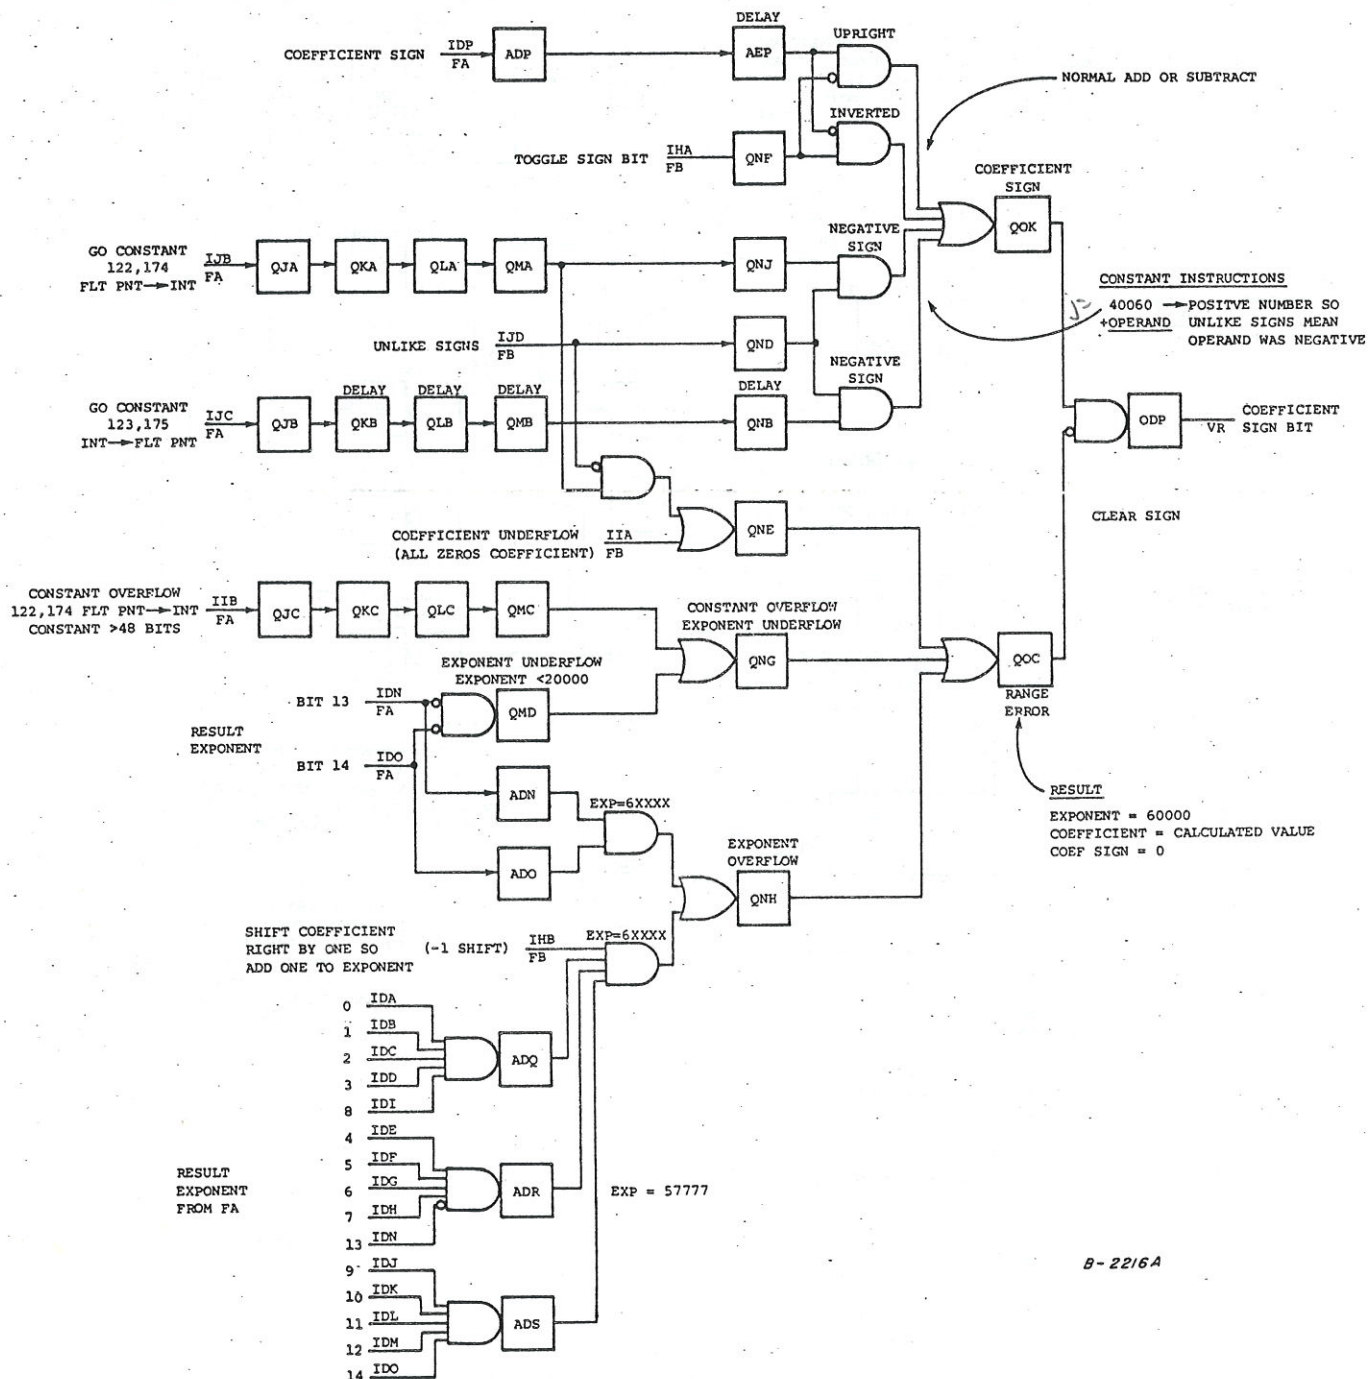 DELAY
COEFFICIENT SIGN IDP FA ADP AEP UPRIGHT
NORMAL ADD OR SUBTRACT
INVERTED
TOGGLE SIGN BIT IHA FB QNF
COEFFICIENT
SIGN
QOK
GO CONSTANT
122,174
FLT PNT→INT
IJB
FA
QJA QKA QLA QMA QNJ
NEGATIVE
SIGN
CONSTANT INSTRUCTIONS
40060 → POSITVE NUMBER SO
+OPERAND UNLIKE SIGNS MEAN
OPERAND WAS NEGATIVE
UNLIKE SIGNS IJD FB QND
NEGATIVE
SIGN
GO CONSTANT
123,175
INT→FLT PNT
IJC
FA
QJB
DELAY QKB
DELAY QLB
DELAY QMB
DELAY QNB
ODP
VR
COEFFICIENT
SIGN BIT
CLEAR SIGN
COEFFICIENT UNDERFLOW
(ALL ZEROS COEFFICIENT)
IIA
FB
QNE
CONSTANT OVERFLOW
122,174 FLT PNT→INT
CONSTANT >48 BITS
IIB
FA
QJC QKC QLC QMC
CONSTANT OVERFLOW
EXPONENT UNDERFLOW
QNG
QOC
RANGE
ERROR
EXPONENT UNDERFLOW
EXPONENT <20000
BIT 13 IDN FA QMD
RESULT
EXPONENT
BIT 14 IDO FA
ADN
EXP=6XXXX
ADO
EXPONENT
OVERFLOW
QNH
RESULT
EXPONENT = 60000
COEFFICIENT = CALCULATED VALUE
COEF SIGN = 0
SHIFT COEFFICIENT
RIGHT BY ONE SO (-1 SHIFT)
ADD ONE TO EXPONENT
IHB
FB
EXP=6XXXX
0 IDA
1 IDB
2 IDC
3 IDD
8 IDI
ADQ
4 IDE
5 IDF
6 IDG
7 IDH
13 IDN
ADR
RESULT
EXPONENT
FROM FA
EXP = 57777
9 IDJ
10 IDK
11 IDL
12 IDM
14 IDO
ADS
B-2216A